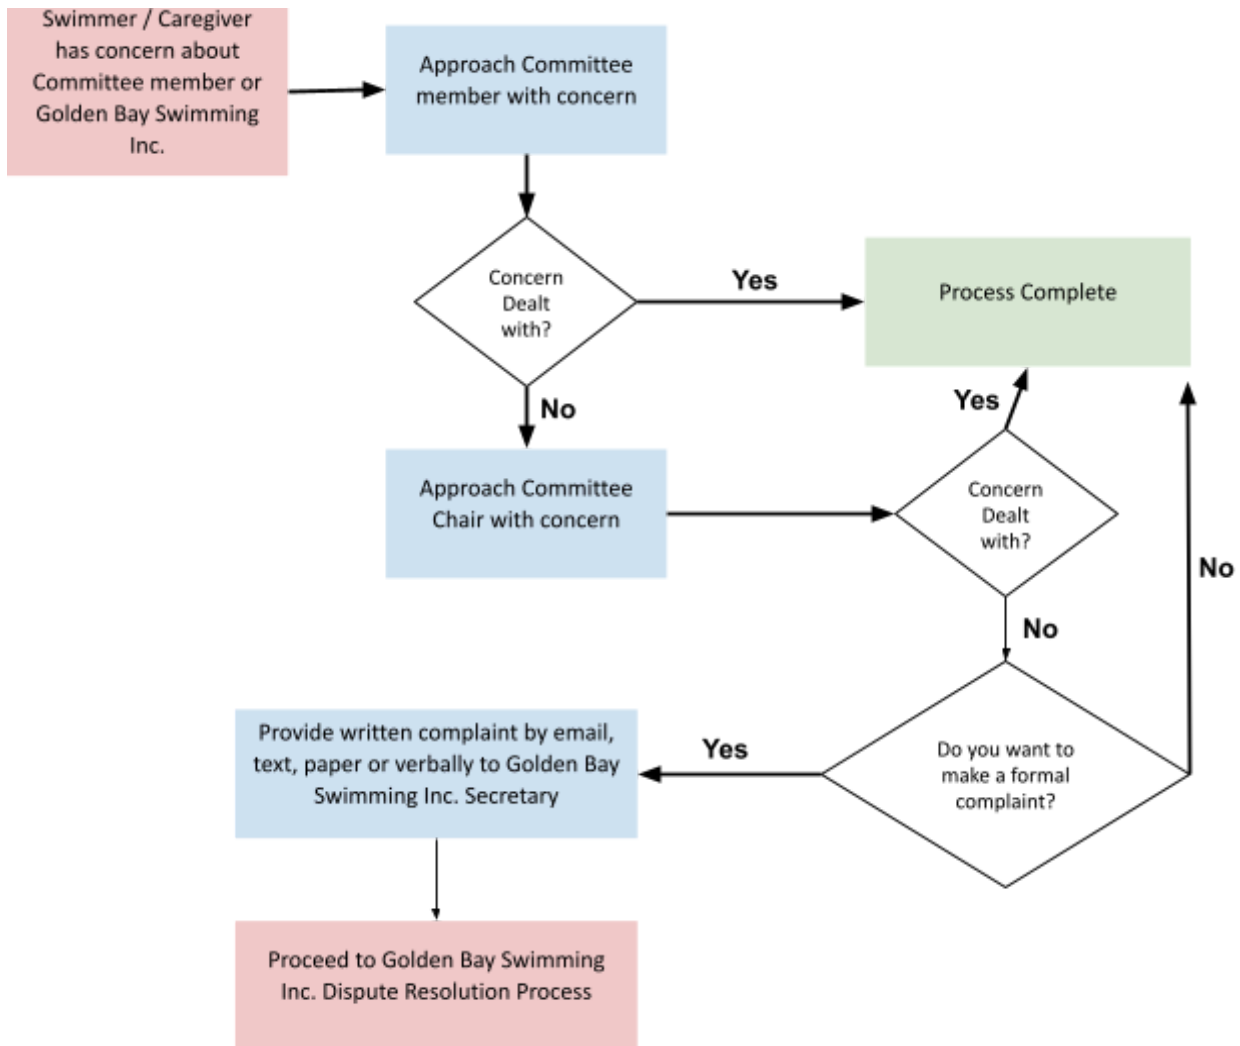 Swimmer / Caregiver
has concern about
Committee member or
Golden Bay Swimming
Inc.
Approach Committee
member with concern
Concern
Dealt
with?
Yes
Process Complete
No
Approach Committee
Chair with concern
Yes
Concern
Dealt
with?
No
No
Do you want to
make a formal
complaint?
Yes
Provide written complaint by email,
text, paper or verbally to Golden Bay
Swimming Inc. Secretary
Proceed to Golden Bay Swimming
Inc. Dispute Resolution Process